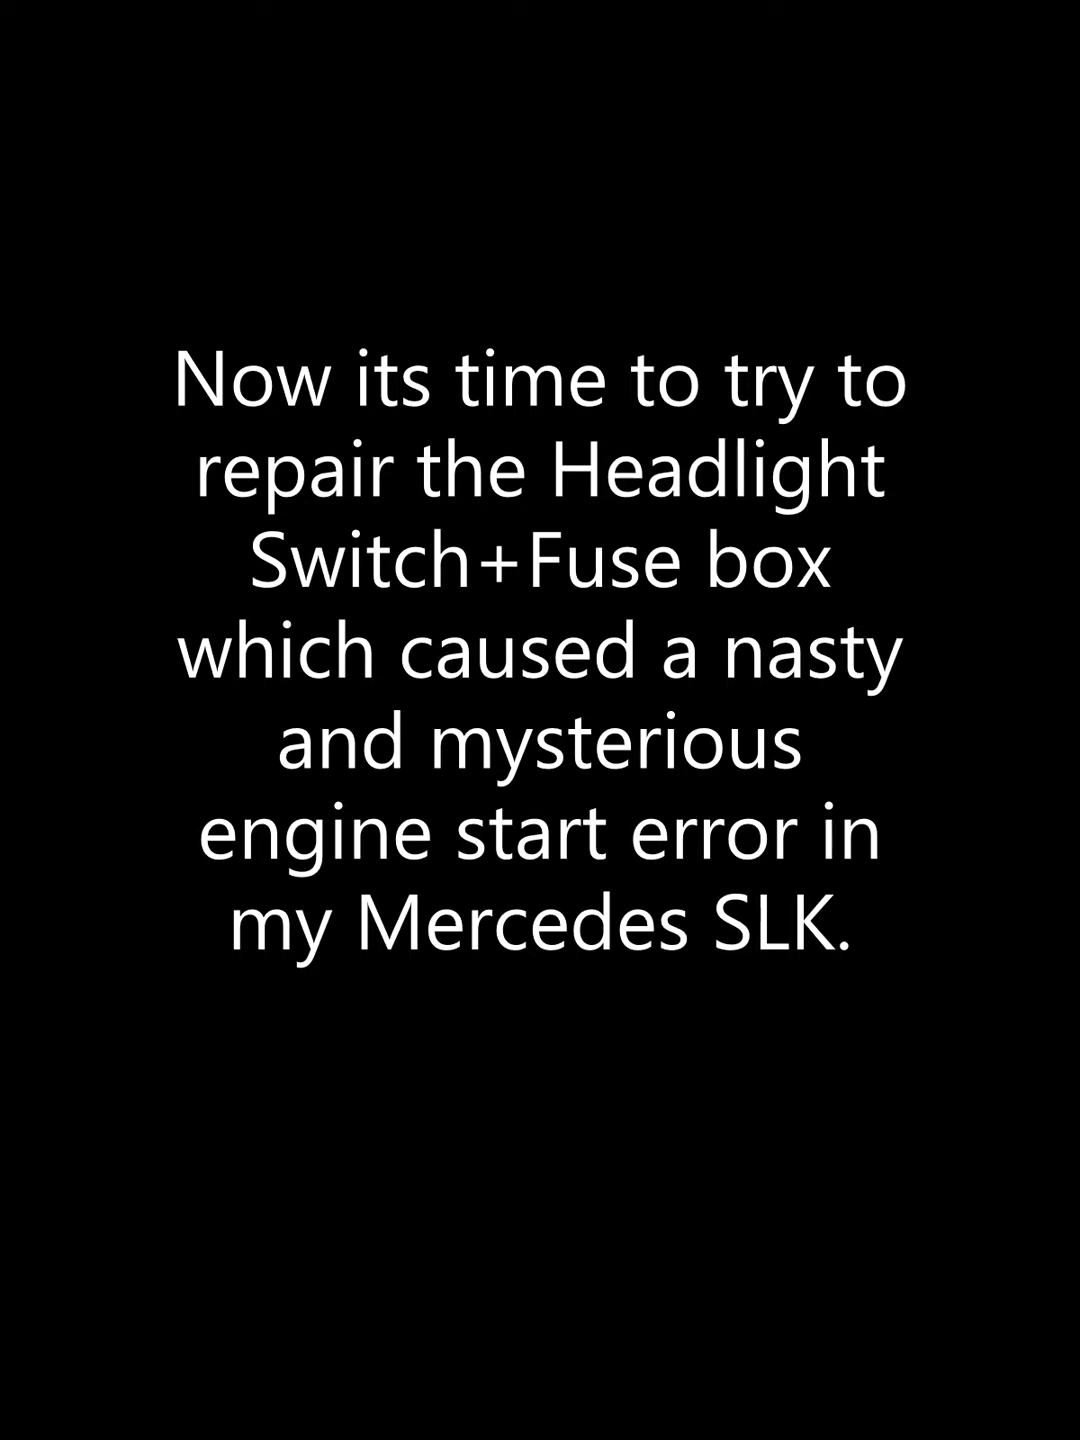 Now its time to try to
repair the Headlight
Switch+Fuse box
which caused a nasty
and mysterious
engine start error in
my Mercedes SLK.